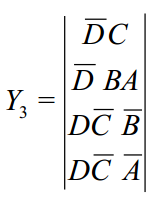 D̅C
D̅ BA
Y₃ =
DC̅ B̅
DC̅ A̅